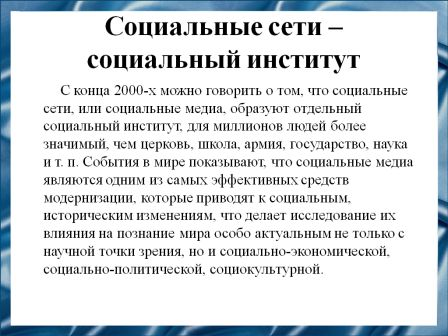 Социальные сети –
социальный институт
С конца 2000-х можно говорить о том, что социальные
сети, или социальные медиа, образуют отдельный
социальный институт, для миллионов людей более
значимый, чем церковь, школа, армия, государство, наука
и т. п. События в мире показывают, что социальные медиа
являются одним из самых эффективных средств
модернизации, которые приводят к социальным,
историческим изменениям, что делает исследование их
влияния на познание мира особо актуальным не только с
научной точки зрения, но и социально-экономической,
социально-политической, социокультурной.